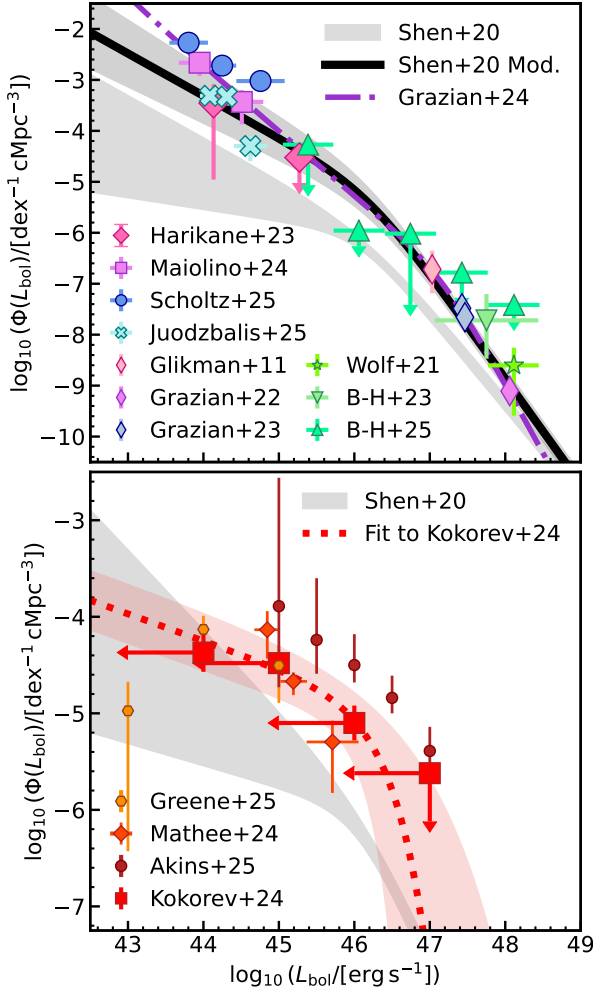 Shen+20
Shen+20 Mod.
Grazian+24
−2
−3
−4
−5
−6
−7
−8
−9
−10
log₁₀(Φ(L_bol)/[dex⁻¹ cMpc⁻³])
Harikane+23
Maiolino+24
Scholtz+25
Juodzbalis+25
Glikman+11
Wolf+21
Grazian+22
B-H+23
Grazian+23
B-H+25
Shen+20
Fit to Kokorev+24
−3
−4
−5
−6
−7
log₁₀(Φ(L_bol)/[dex⁻¹ cMpc⁻³])
Greene+25
Mathee+24
Akins+25
Kokorev+24
43 44 45 46 47 48 49
log₁₀(L_bol/[erg s⁻¹])